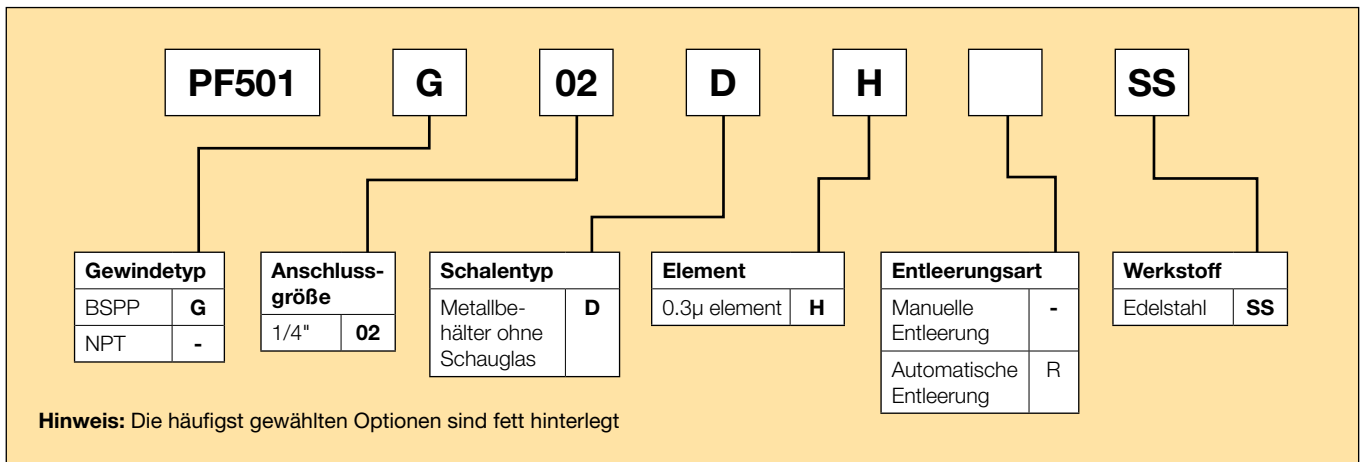 PF501 G 02 D H SS
Gewindetyp
BSPP G
NPT -
Anschluss-
größe
1/4" 02
Schalentyp
Metallbe-
hälter ohne
Schauglas
D
Element
0.3µ element H
Entleerungsart
Manuelle
Entleerung
-
Automatische
Entleerung
R
Werkstoff
Edelstahl SS
Hinweis: Die häufigst gewählten Optionen sind fett hinterlegt